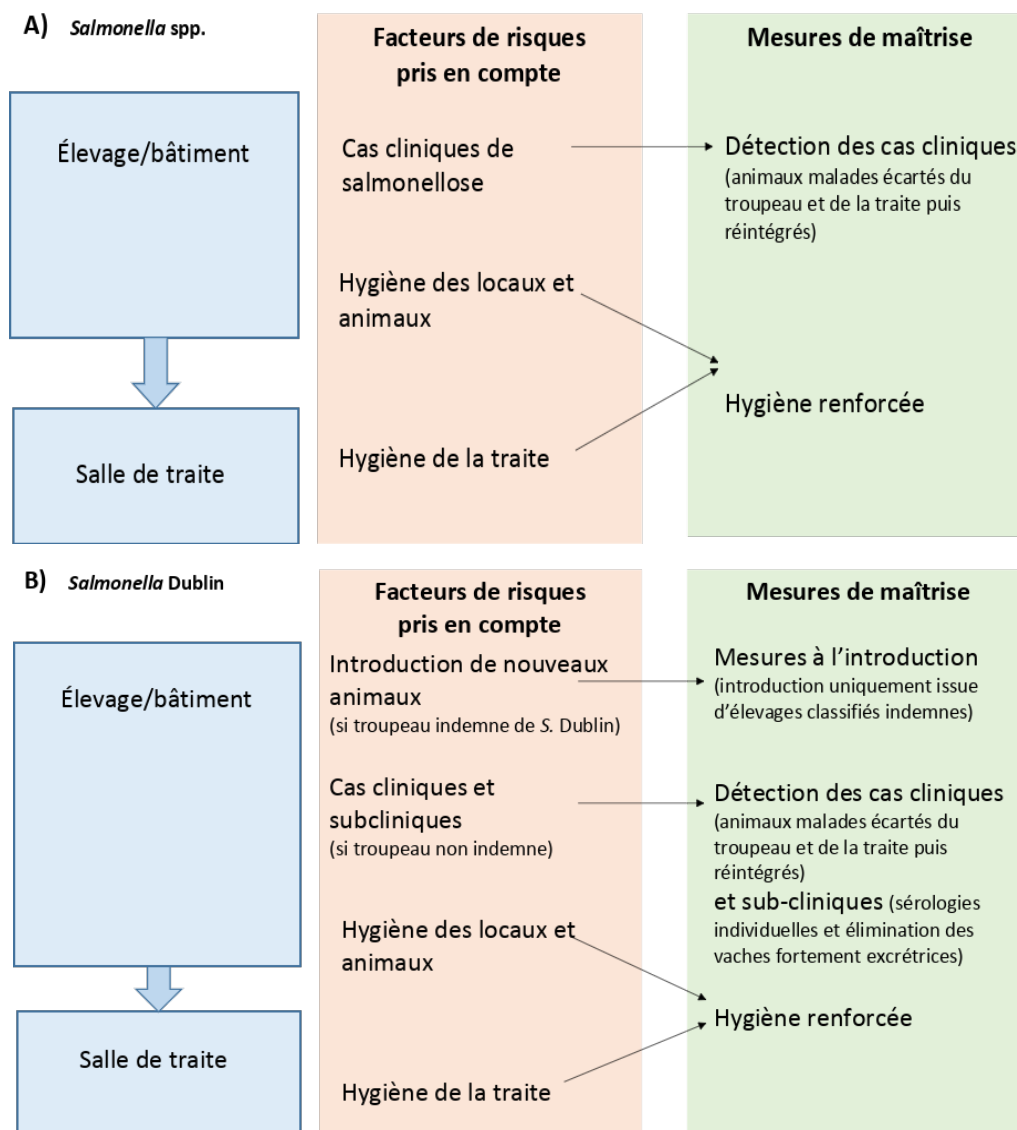 A) Salmonella spp.
Facteurs de risques
pris en compte
Mesures de maîtrise
Élevage/bâtiment
Cas cliniques de
salmonellose
Détection des cas cliniques
(animaux malades écartés du
troupeau et de la traite puis
réintégrés)
Hygiène des locaux et
animaux
Hygiène renforcée
Salle de traite
Hygiène de la traite
B) Salmonella Dublin
Facteurs de risques
pris en compte
Mesures de maîtrise
Élevage/bâtiment
Introduction de nouveaux
animaux
(si troupeau indemne de S. Dublin)
Mesures à l’introduction
(introduction uniquement issue
d’élevages classifiés indemnes)
Cas cliniques et
subcliniques
(si troupeau non indemne)
Détection des cas cliniques
(animaux malades écartés du
troupeau et de la traite puis
réintégrés)
et sub-cliniques (sérologies
individuelles et élimination des
vaches fortement excrétrices)
Hygiène des locaux et
animaux
Hygiène renforcée
Salle de traite
Hygiène de la traite